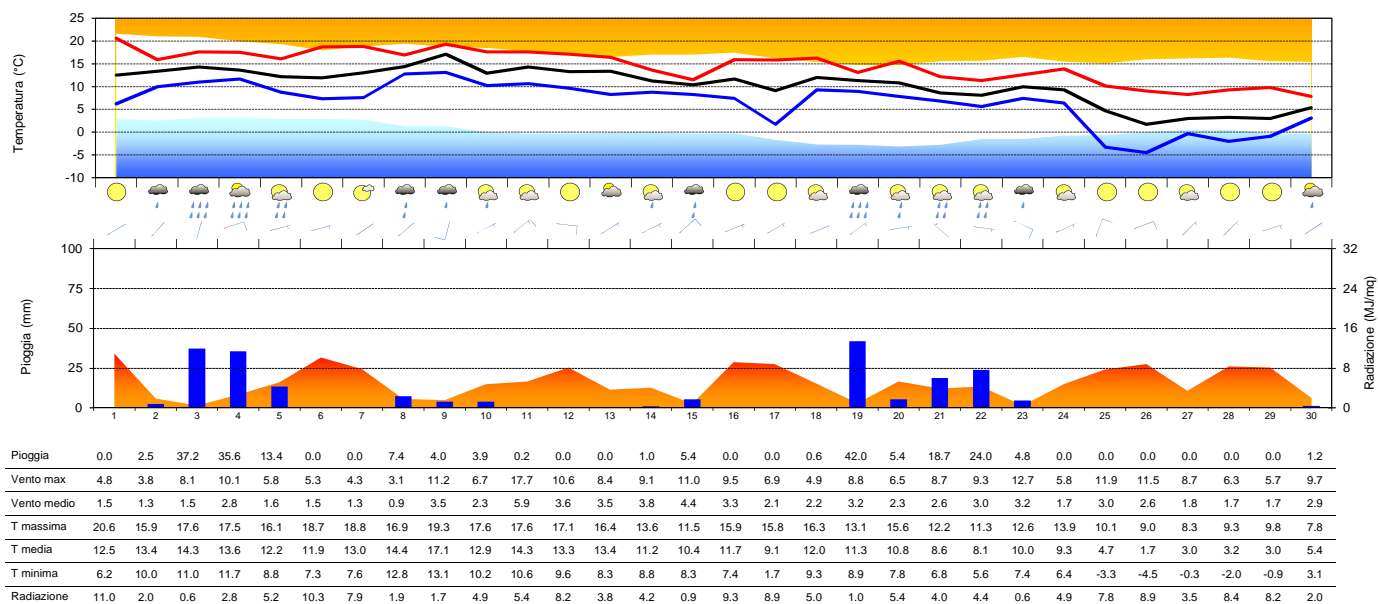 25
20
15
10
5
0
-5
-10
Temperatura (°C)
100
75
50
25
0
Pioggia (mm)
32
24
16
8
0
Radiazione (MJ/mq)
1 2 3 4 5 6 7 8 9 10 11 12 13 14 15 16 17 18 19 20 21 22 23 24 25 26 27 28 29 30
Pioggia 0.0 2.5 37.2 35.6 13.4 0.0 0.0 7.4 4.0 3.9 0.2 0.0 0.0 1.0 5.4 0.0 0.0 0.6 42.0 5.4 18.7 24.0 4.8 0.0 0.0 0.0 0.0 0.0 0.0 1.2
Vento max 4.8 3.8 8.1 10.1 5.8 5.3 4.3 3.1 11.2 6.7 17.7 10.6 8.4 9.1 11.0 9.5 6.9 4.9 8.8 6.5 8.7 9.3 12.7 5.8 11.9 11.5 8.7 6.3 5.7 9.7
Vento medio 1.5 1.3 1.5 2.8 1.6 1.5 1.3 0.9 3.5 2.3 5.9 3.6 3.5 3.8 4.4 3.3 2.1 2.2 3.2 2.3 2.6 3.0 3.2 1.7 3.0 2.6 1.8 1.7 1.7 2.9
T massima 20.6 15.9 17.6 17.5 16.1 18.7 18.8 16.9 19.3 17.6 17.6 17.1 16.4 13.6 11.5 15.9 15.8 16.3 13.1 15.6 12.2 11.3 12.6 13.9 10.1 9.0 8.3 9.3 9.8 7.8
T media 12.5 13.4 14.3 13.6 12.2 11.9 13.0 14.4 17.1 12.9 14.3 13.3 13.4 11.2 10.4 11.7 9.1 12.0 11.3 10.8 8.6 8.1 10.0 9.3 4.7 1.7 3.0 3.2 3.0 5.4
T minima 6.2 10.0 11.0 11.7 8.8 7.3 7.6 12.8 13.1 10.2 10.6 9.6 8.3 8.8 8.3 7.4 1.7 9.3 8.9 7.8 6.8 5.6 7.4 6.4 -3.3 -4.5 -0.3 -2.0 -0.9 3.1
Radiazione 11.0 2.0 0.6 2.8 5.2 10.3 7.9 1.9 1.7 4.9 5.4 8.2 3.8 4.2 0.9 9.3 8.9 5.0 1.0 5.4 4.0 4.4 0.6 4.9 7.8 8.9 3.5 8.4 8.2 2.0